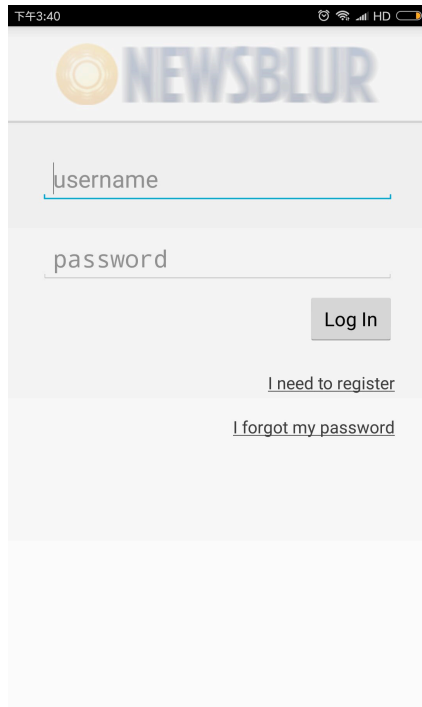 下午3:40 HD
NEWSBLUR
username
password
Log In
I need to register
I forgot my password